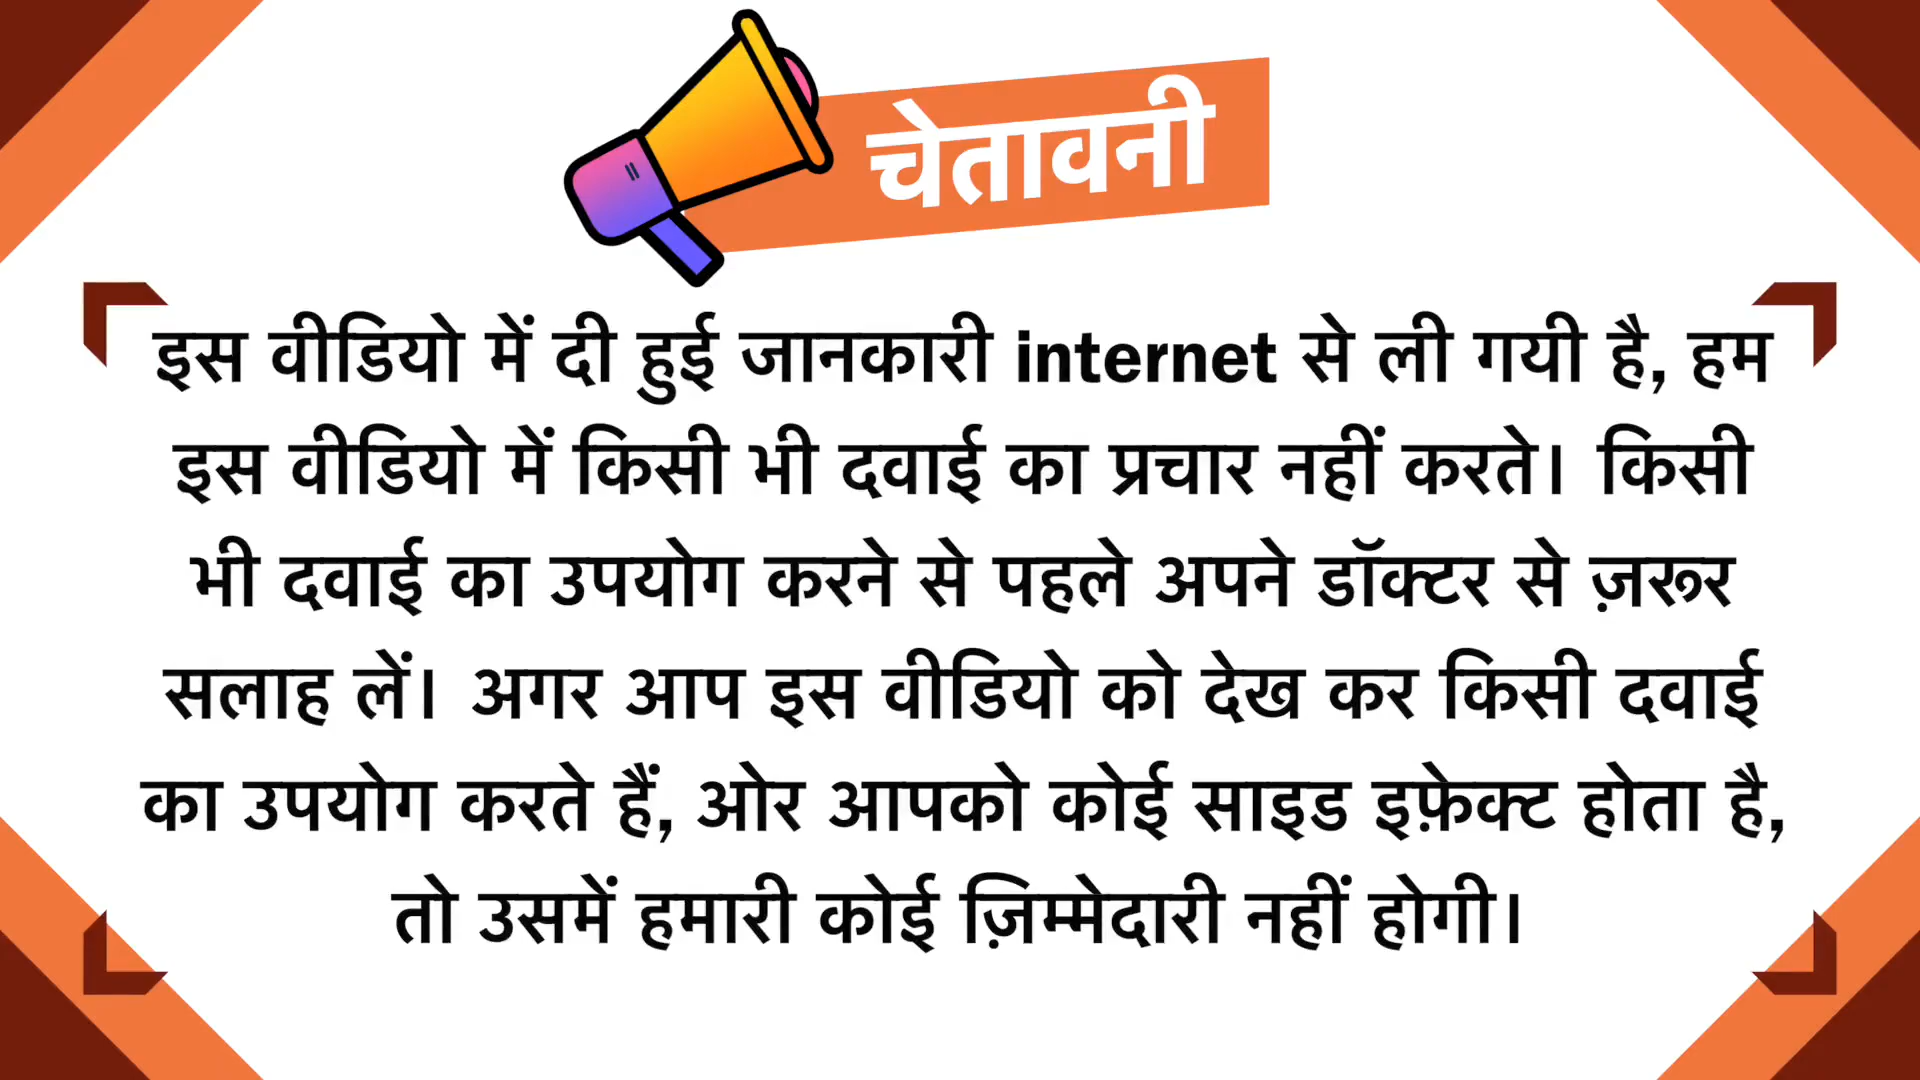 चेतावनी
इस वीडियो में दी हुई जानकारी internet से ली गयी है, हम
इस वीडियो में किसी भी दवाई का प्रचार नहीं करते। किसी
भी दवाई का उपयोग करने से पहले अपने डॉक्टर से ज़रूर
सलाह लें। अगर आप इस वीडियो को देख कर किसी दवाई
का उपयोग करते हैं, ओर आपको कोई साइड इफ़ेक्ट होता है,
तो उसमें हमारी कोई ज़िम्मेदारी नहीं होगी।